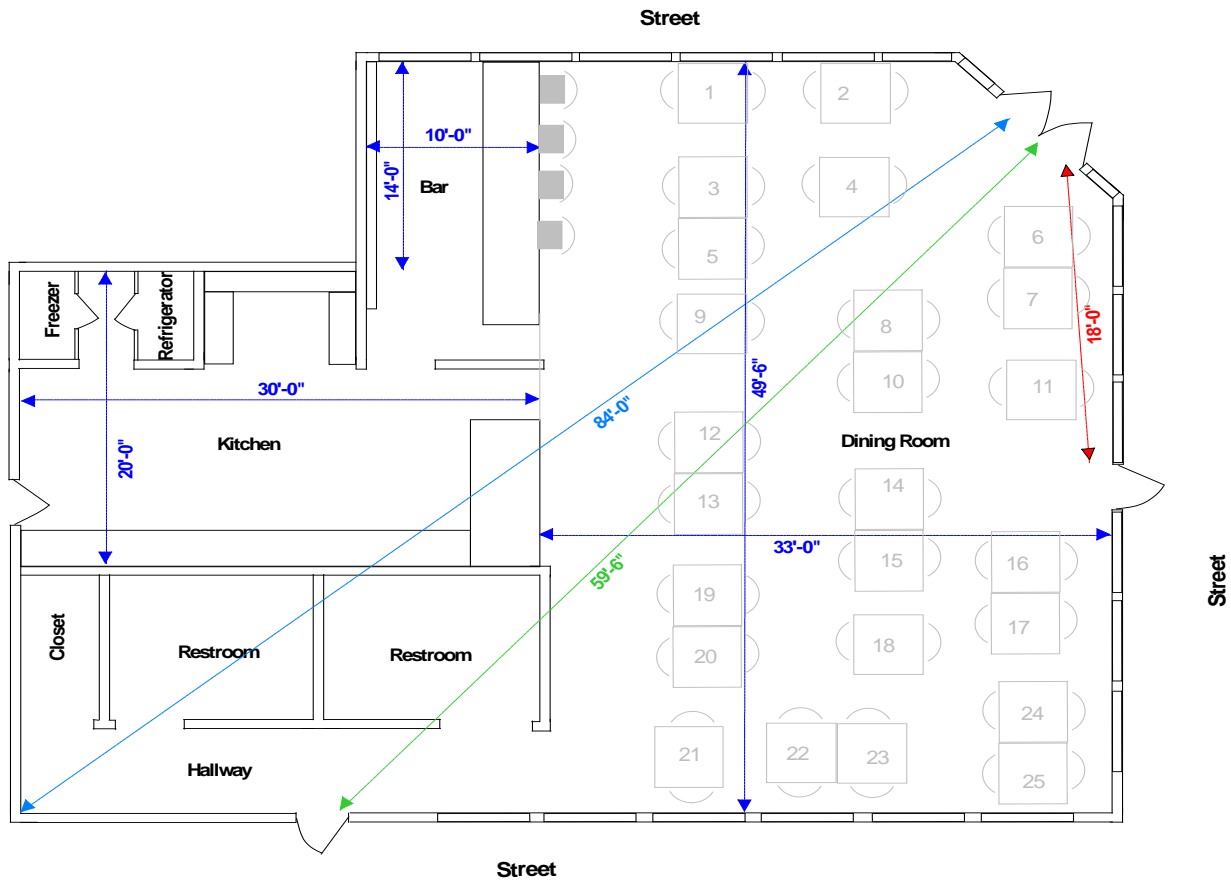 Street
1
2
10'-0"
14'-0"
Bar
3
4
5
6
7
Freezer
Refrigerator
9
8
18'-0"
30'-0"
49'-6"
10
11
84'-0"
Kitchen
20'-0"
12
Dining Room
13
14
33'-0"
15
16
59'-6"
Street
19
17
Closet
Restroom
Restroom
20
18
24
Hallway
21
22
23
25
Street